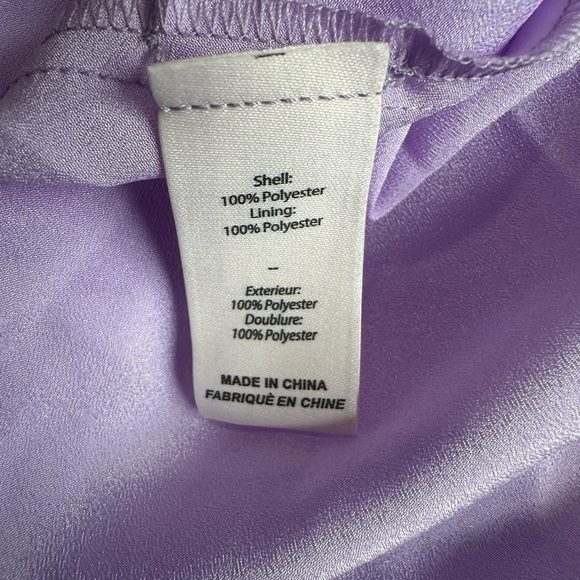 Shell:
100% Polyester
Lining:
100% Polyester
--
Exterieur:
100% Polyester
Doublure:
100% Polyester
MADE IN CHINA
FABRIQUÈ EN CHINE